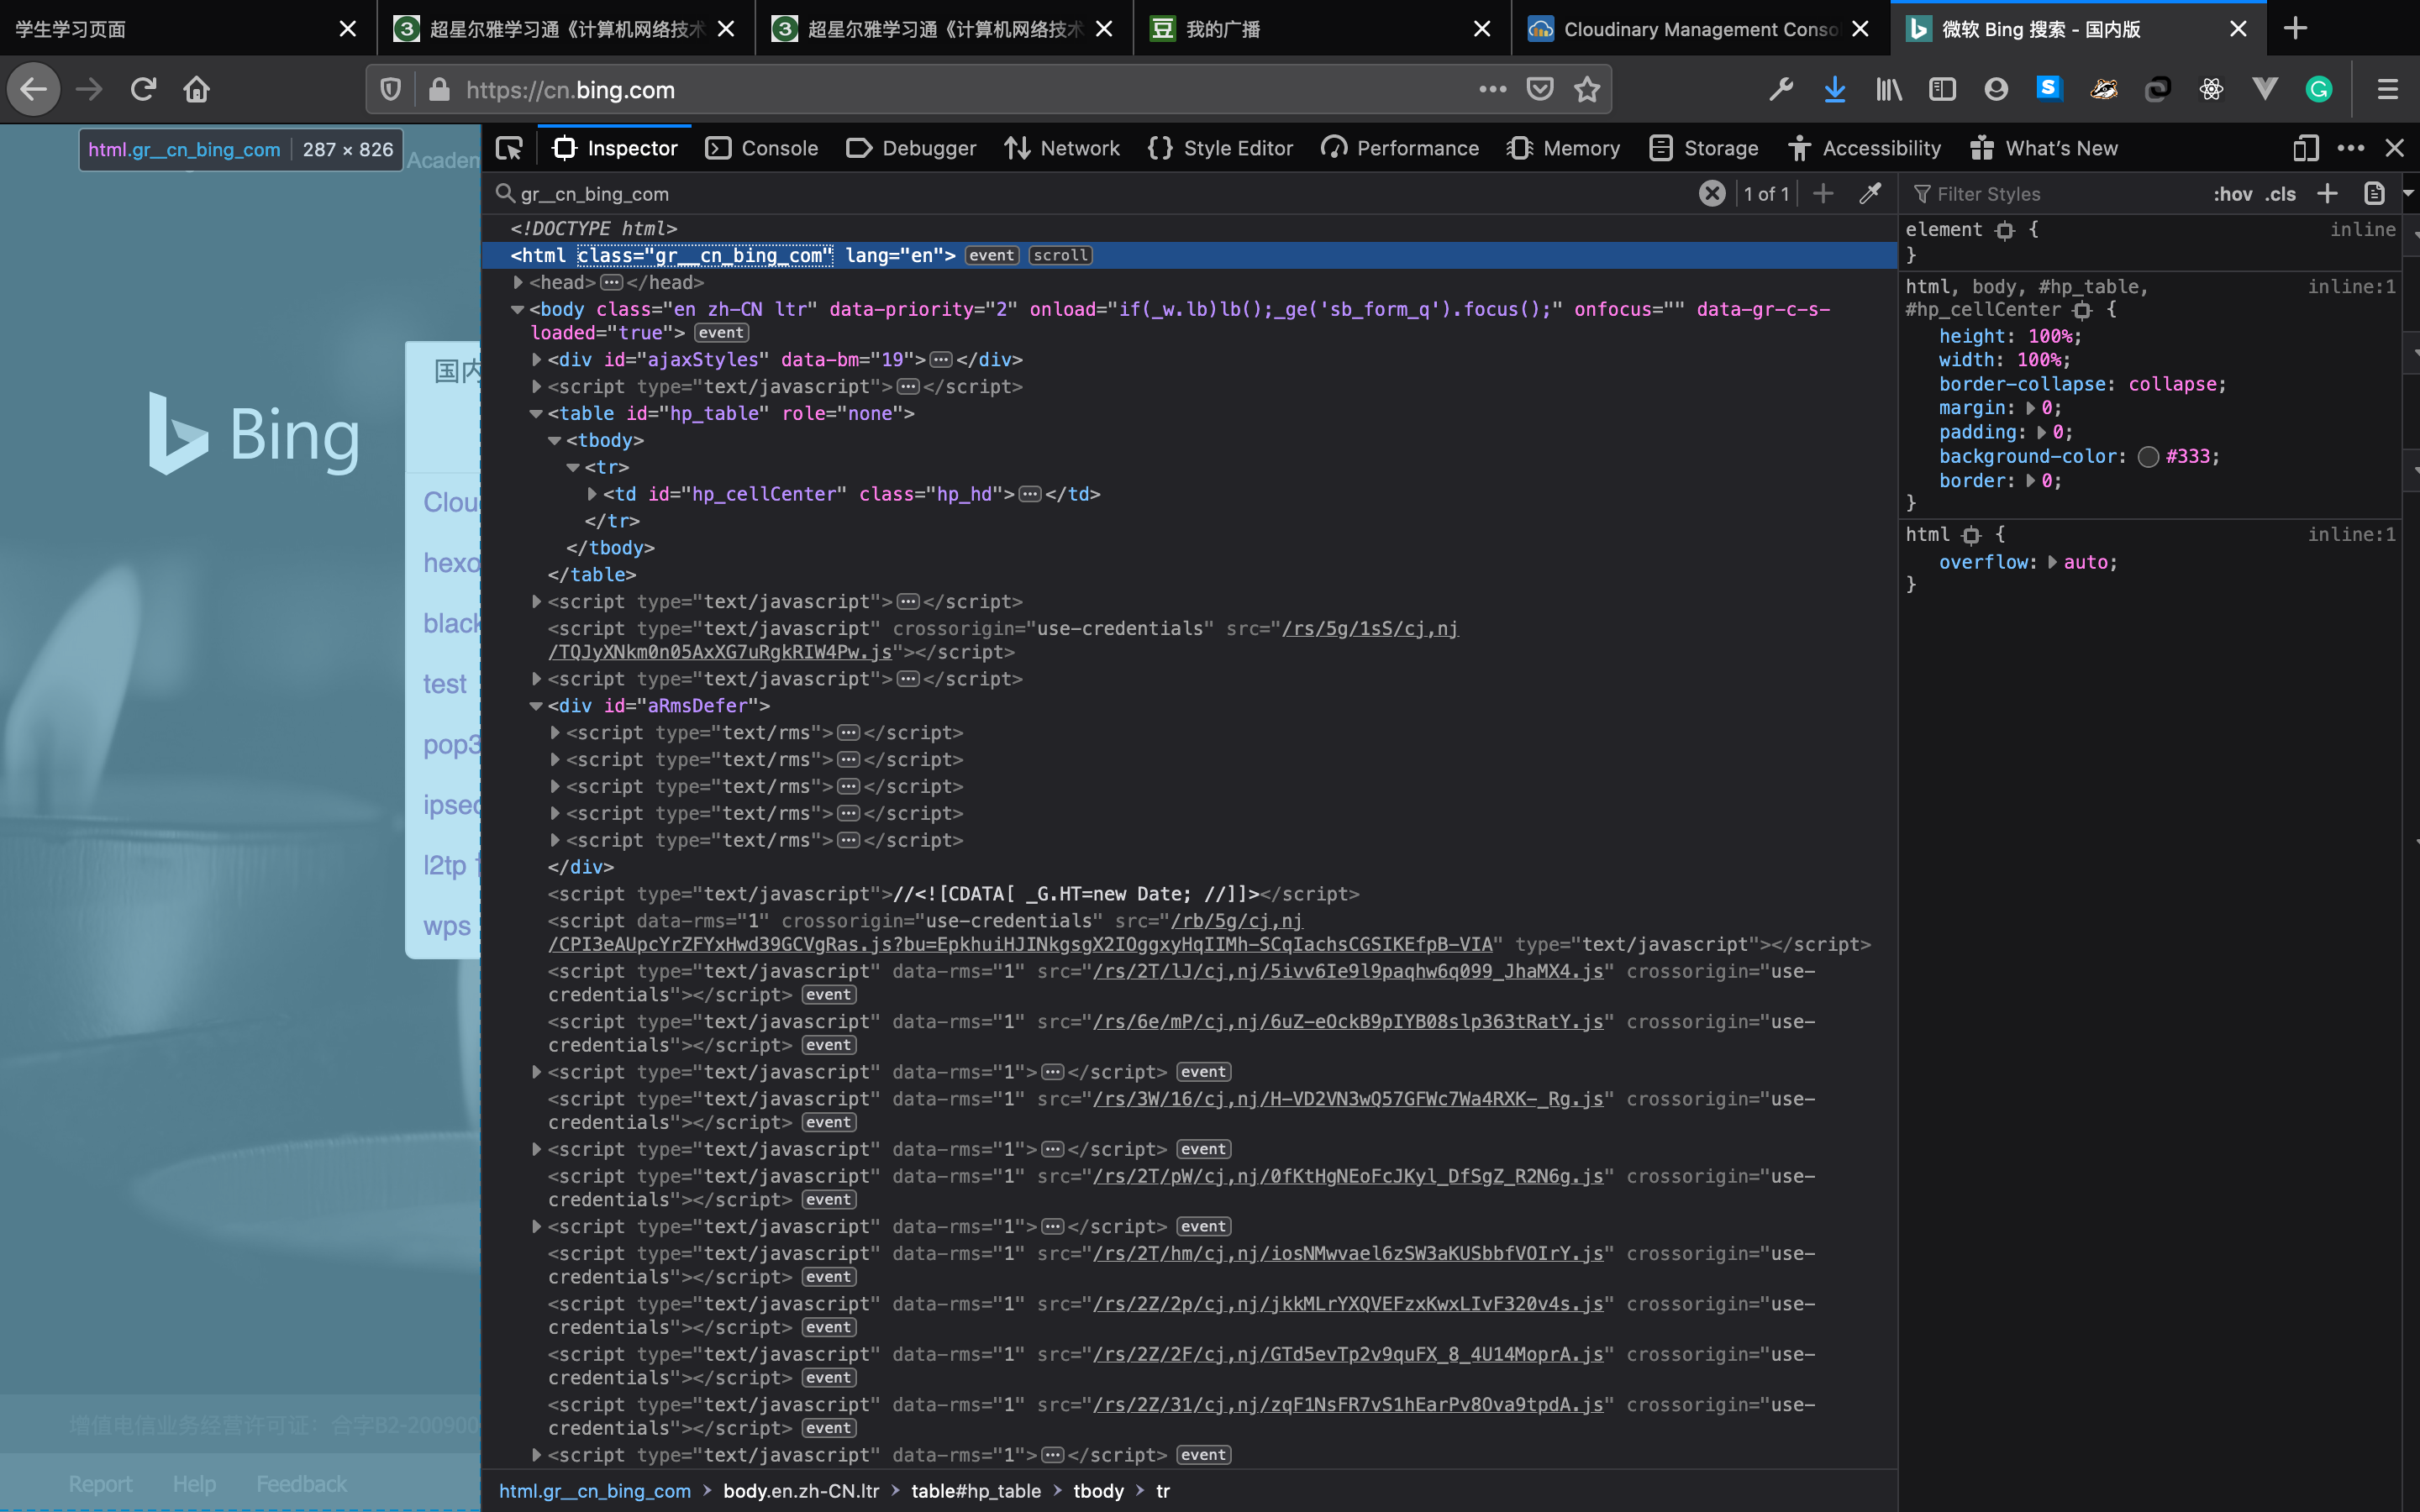 学生学习页面
超星尔雅学习通《计算机网络技术
超星尔雅学习通《计算机网络技术
我的广播
Cloudinary Management Conso
微软 Bing 搜索 - 国内版
https://cn.bing.com
html.gr__cn_bing_com 287 × 826
Academ
Inspector
Console
Debugger
Network
Style Editor
Performance
Memory
Storage
Accessibility
What's New
gr__cn_bing_com
1 of 1
Filter Styles
:hov .cls
国内
Bing
Clou
hexo
black
test
pop3
ipsec
l2tp
wps
增值电信业务经营许可证：合字B2-200900
Report Help Feedback
<!DOCTYPE html>
<html class="gr__cn_bing_com" lang="en"> event scroll
<head>···</head>
<body class="en zh-CN ltr" data-priority="2" onload="if(_w.lb)lb();_ge('sb_form_q').focus();" onfocus="" data-gr-c-s-
loaded="true"> event
<div id="ajaxStyles" data-bm="19">···</div>
<script type="text/javascript">···</script>
<table id="hp_table" role="none">
<tbody>
<tr>
<td id="hp_cellCenter" class="hp_hd">···</td>
</tr>
</tbody>
</table>
<script type="text/javascript">···</script>
<script type="text/javascript" crossorigin="use-credentials" src="/rs/5g/1sS/cj,nj
/TQJyXNkm0n05AxXG7uRgkRIW4Pw.js"></script>
<script type="text/javascript">···</script>
<div id="aRmsDefer">
<script type="text/rms">···</script>
<script type="text/rms">···</script>
<script type="text/rms">···</script>
<script type="text/rms">···</script>
<script type="text/rms">···</script>
</div>
<script type="text/javascript">//<![CDATA[ _G.HT=new Date; //]]></script>
<script data-rms="1" crossorigin="use-credentials" src="/rb/5g/cj,nj
/CPI3eAUpcYrZFYxHwd39GCVgRas.js?bu=EpkhuiHJINkgsgX2IOggxyHqIIMh-SCqIachsCGSIKEfpB-VIA" type="text/javascript"></script>
<script type="text/javascript" data-rms="1" src="/rs/2T/lJ/cj,nj/5ivv6Ie9l9paqhw6q099_JhaMX4.js" crossorigin="use-
credentials"></script> event
<script type="text/javascript" data-rms="1" src="/rs/6e/mP/cj,nj/6uZ-eOckB9pIYB08slp363tRatY.js" crossorigin="use-
credentials"></script> event
<script type="text/javascript" data-rms="1">···</script> event
<script type="text/javascript" data-rms="1" src="/rs/3W/16/cj,nj/H-VD2VN3wQ57GFWc7Wa4RXK-_Rg.js" crossorigin="use-
credentials"></script> event
<script type="text/javascript" data-rms="1">···</script> event
<script type="text/javascript" data-rms="1" src="/rs/2T/pW/cj,nj/0fKtHgNEoFcJKyl_DfSgZ_R2N6g.js" crossorigin="use-
credentials"></script> event
<script type="text/javascript" data-rms="1">···</script> event
<script type="text/javascript" data-rms="1" src="/rs/2T/hm/cj,nj/iosNMwvael6zSW3aKUSbbfVOIrY.js" crossorigin="use-
credentials"></script> event
<script type="text/javascript" data-rms="1" src="/rs/2Z/2p/cj,nj/jkkMLrYXQVEFzxKwxLIvF320v4s.js" crossorigin="use-
credentials"></script> event
<script type="text/javascript" data-rms="1" src="/rs/2Z/2F/cj,nj/GTd5evTp2v9quFX_8_4U14MoprA.js" crossorigin="use-
credentials"></script> event
<script type="text/javascript" data-rms="1" src="/rs/2Z/31/cj,nj/zqF1NsFR7vS1hEarPv8Ova9tpdA.js" crossorigin="use-
credentials"></script> event
<script type="text/javascript" data-rms="1">···</script> event
html.gr__cn_bing_com > body.en.zh-CN.ltr > table#hp_table > tbody > tr
element { inline
}
html, body, #hp_table, inline:1
#hp_cellCenter {
height: 100%;
width: 100%;
border-collapse: collapse;
margin: 0;
padding: 0;
background-color: #333;
border: 0;
}
html { inline:1
overflow: auto;
}